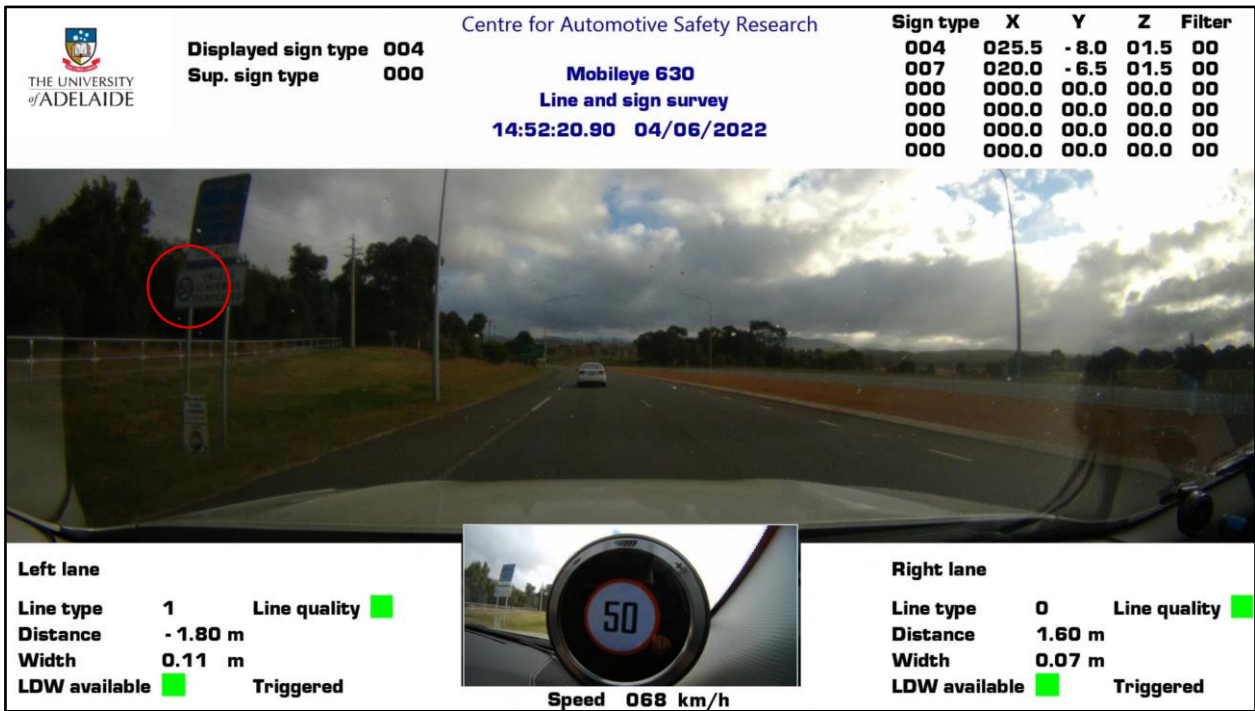 THE UNIVERSITY
of ADELAIDE
Displayed sign type 004
Sup. sign type 000
Centre for Automotive Safety Research
Mobileye 630
Line and sign survey
14:52:20.90 04/06/2022
Sign type X Y Z Filter
004 025.5 - 8.0 01.5 00
007 020.0 - 6.5 01.5 00
000 000.0 00.0 00.0 00
000 000.0 00.0 00.0 00
000 000.0 00.0 00.0 00
000 000.0 00.0 00.0 00
50
OTHERWISE
Left lane
Line type 1 Line quality
Distance - 1.80 m
Width 0.11 m
LDW available Triggered
50
Speed 068 km/h
Right lane
Line type 0 Line quality
Distance 1.60 m
Width 0.07 m
LDW available Triggered